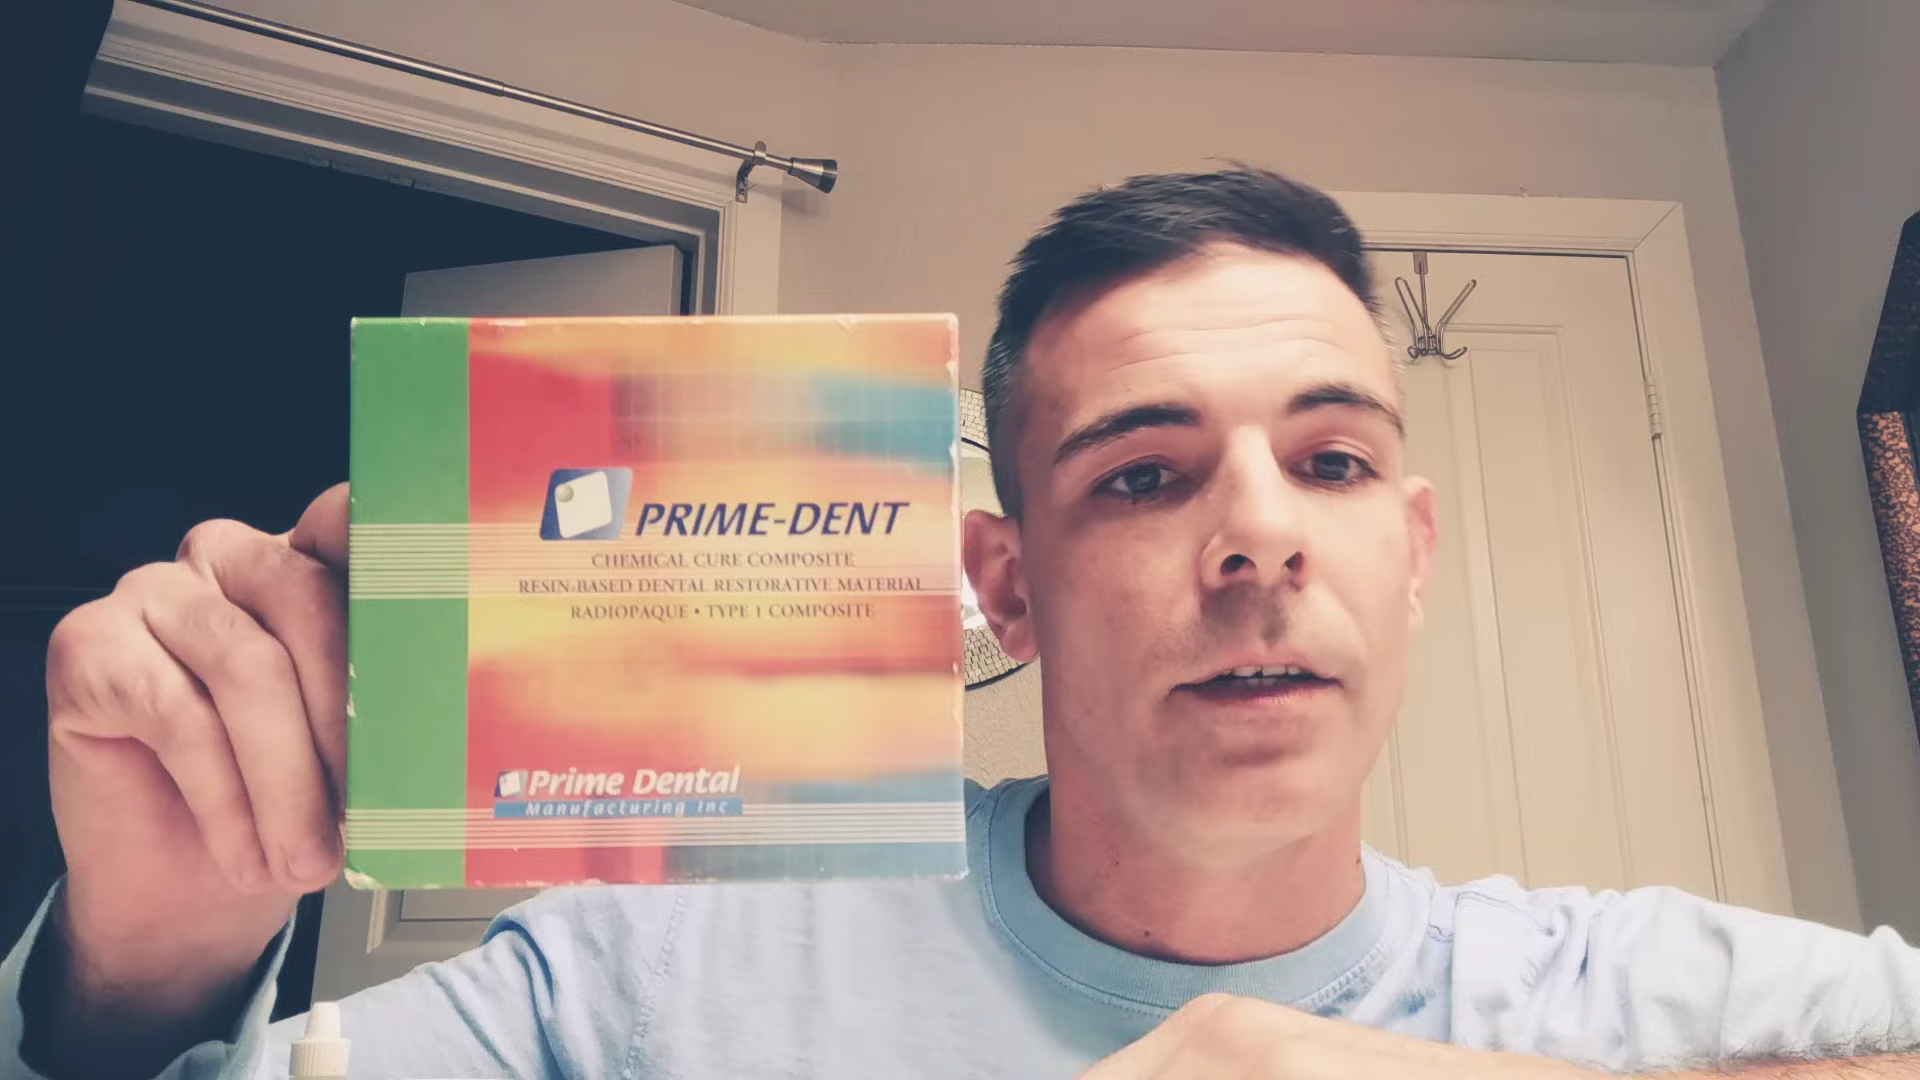 PRIME-DENT
CHEMICAL CURE COMPOSITE
RESIN-BASED DENTAL RESTORATIVE MATERIAL
RADIOPAQUE • TYPE 1 COMPOSITE
Prime Dental
Manufacturing Inc